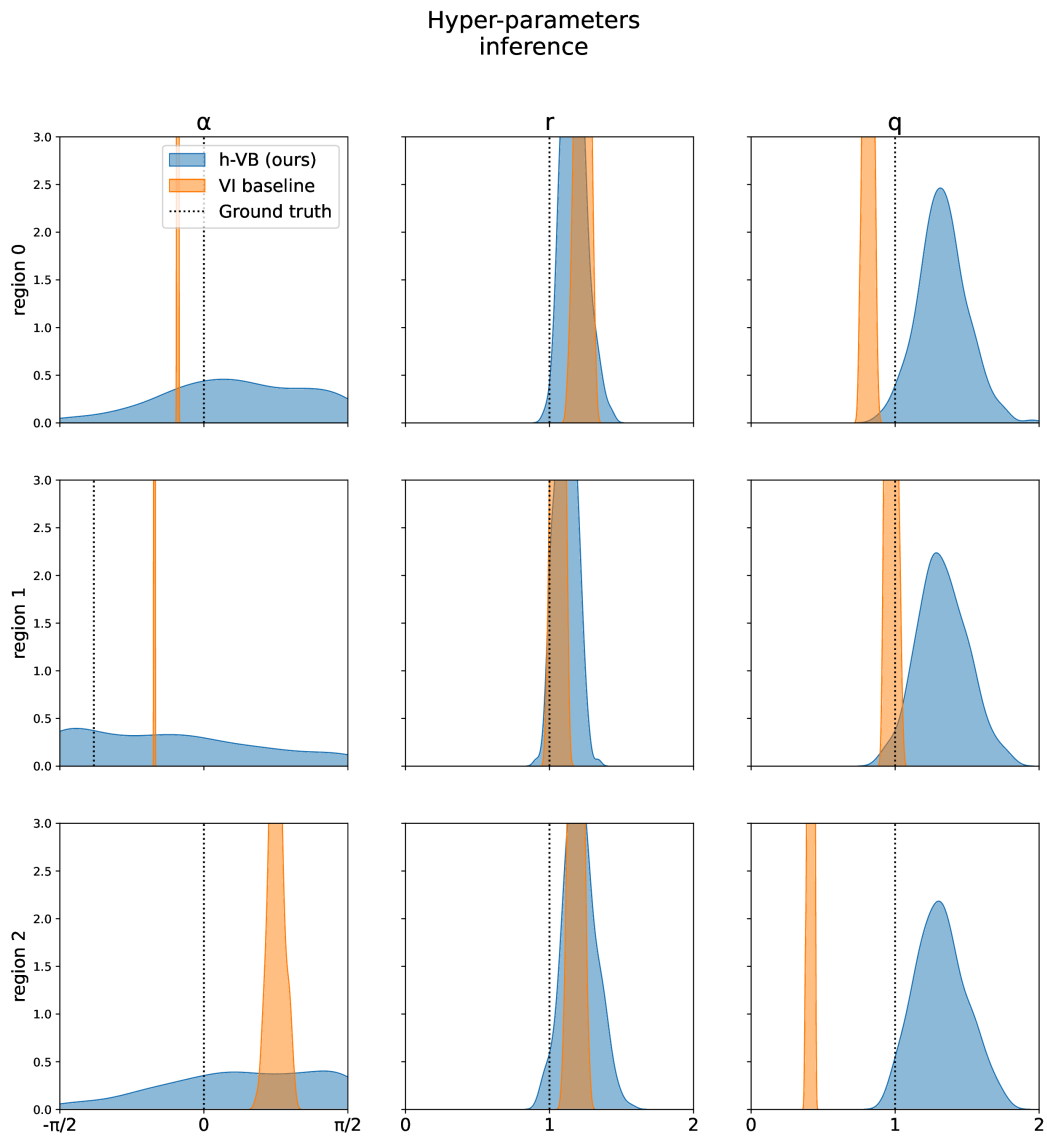 Hyper-parameters
inference
α
r
q
3.0
2.5
2.0
1.5
1.0
0.5
0.0
region 0
h-VB (ours)
VI baseline
Ground truth
3.0
2.5
2.0
1.5
1.0
0.5
0.0
region 1
3.0
2.5
2.0
1.5
1.0
0.5
0.0
region 2
-π/2 0 π/2
0 1 2
0 1 2